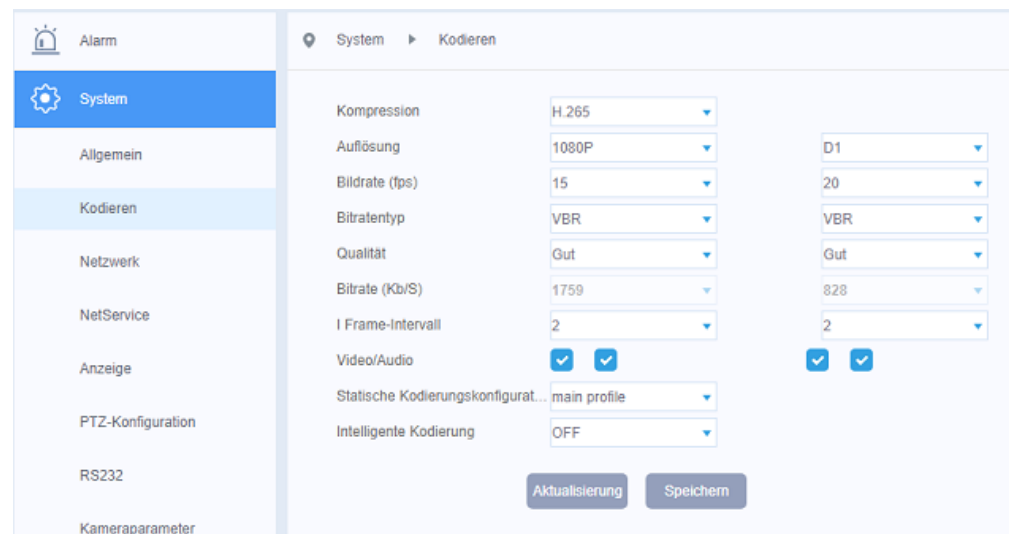 Alarm
System
Allgemein
Kodieren
Netzwerk
NetService
Anzeige
PTZ-Konfiguration
RS232
Kameraparameter
System Kodieren
Kompression H.265
Auflösung 1080P D1
Bildrate (fps) 15 20
Bitratentyp VBR VBR
Qualität Gut Gut
Bitrate (Kb/S) 1759 828
I Frame-Intervall 2 2
Video/Audio
Statische Kodierungskonfigurat... main profile
Intelligente Kodierung OFF
Aktualisierung Speichern